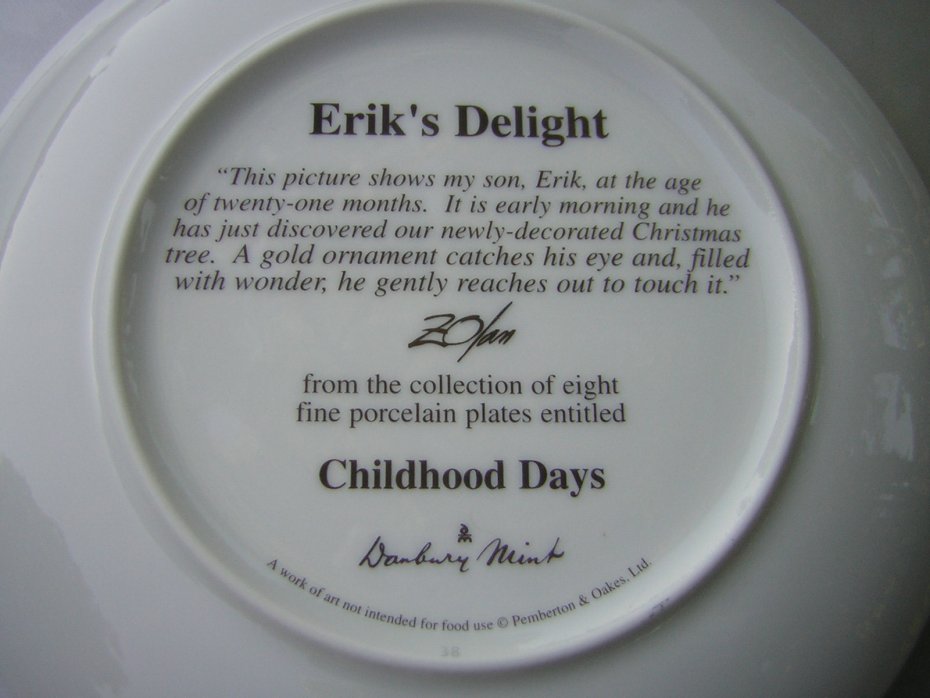 Erik's Delight
“This picture shows my son, Erik, at the age
of twenty-one months. It is early morning and he
has just discovered our newly-decorated Christmas
tree. A gold ornament catches his eye and, filled
with wonder, he gently reaches out to touch it.”
ZOlan
from the collection of eight
fine porcelain plates entitled
Childhood Days
Danbury Mint
A work of art not intended for food use © Pemberton & Oakes, Ltd.
38